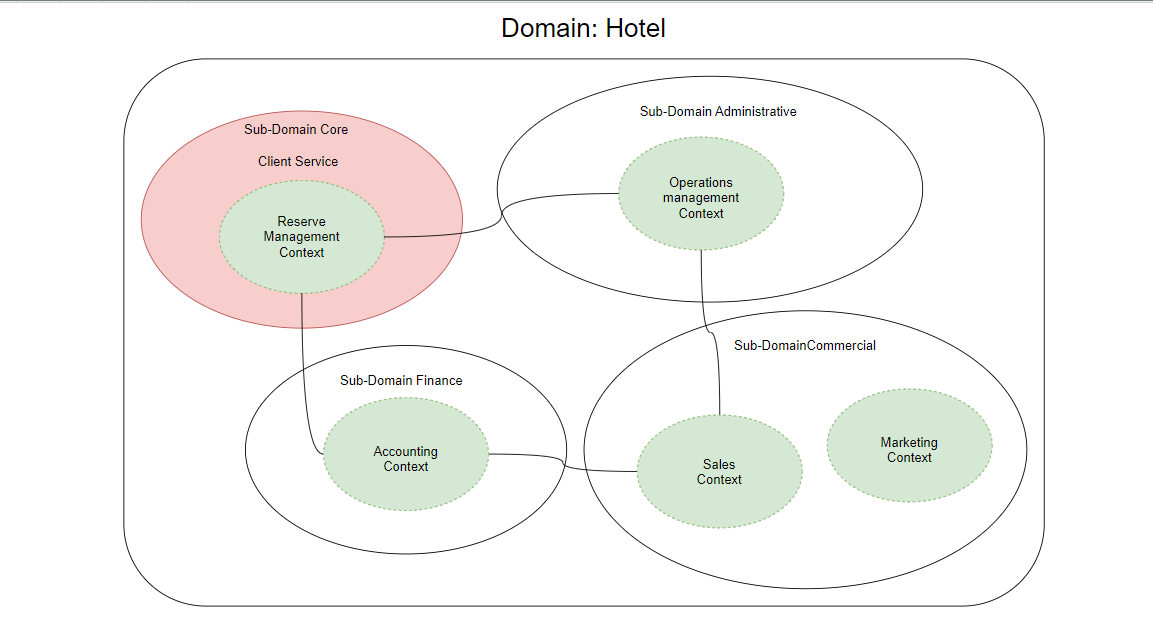 Domain: Hotel
Sub-Domain Core
Client Service
Reserve
Management
Context
Sub-Domain Administrative
Operations
management
Context
Sub-Domain Finance
Accounting
Context
Sub-DomainCommercial
Sales
Context
Marketing
Context